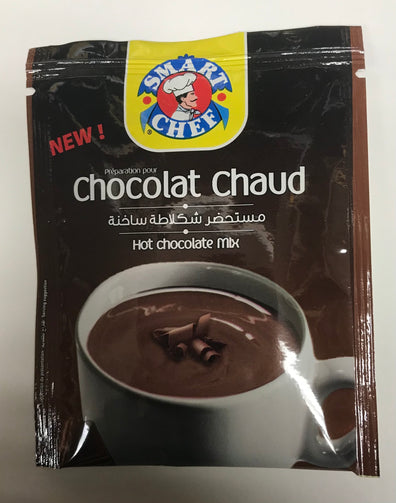 SMART
CHEF
®
NEW !
Préparation pour
Chocolat Chaud
مستحضر شكلاطة ساخنة
Hot chocolate Mix